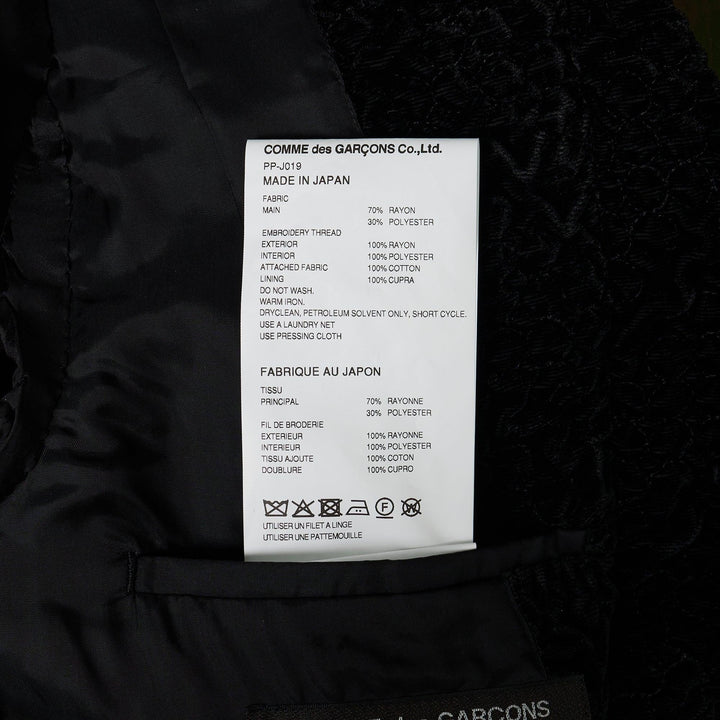 COMME des GARÇONS Co.,Ltd.
PP-J019
MADE IN JAPAN
FABRIC
MAIN 70% RAYON
30% POLYESTER
EMBROIDERY THREAD
EXTERIOR 100% RAYON
INTERIOR 100% POLYESTER
ATTACHED FABRIC 100% COTTON
LINING 100% CUPRA
DO NOT WASH.
WARM IRON.
DRYCLEAN, PETROLEUM SOLVENT ONLY, SHORT CYCLE.
USE A LAUNDRY NET
USE PRESSING CLOTH
FABRIQUE AU JAPON
TISSU
PRINCIPAL 70% RAYONNE
30% POLYESTER
FIL DE BRODERIE
EXTERIEUR 100% RAYONNE
INTERIEUR 100% POLYESTER
TISSU AJOUTE 100% COTON
DOUBLURE 100% CUPRO
F W
UTILISER UN FILET A LINGE
UTILISER UNE PATTEMOUILLE
des GARÇONS